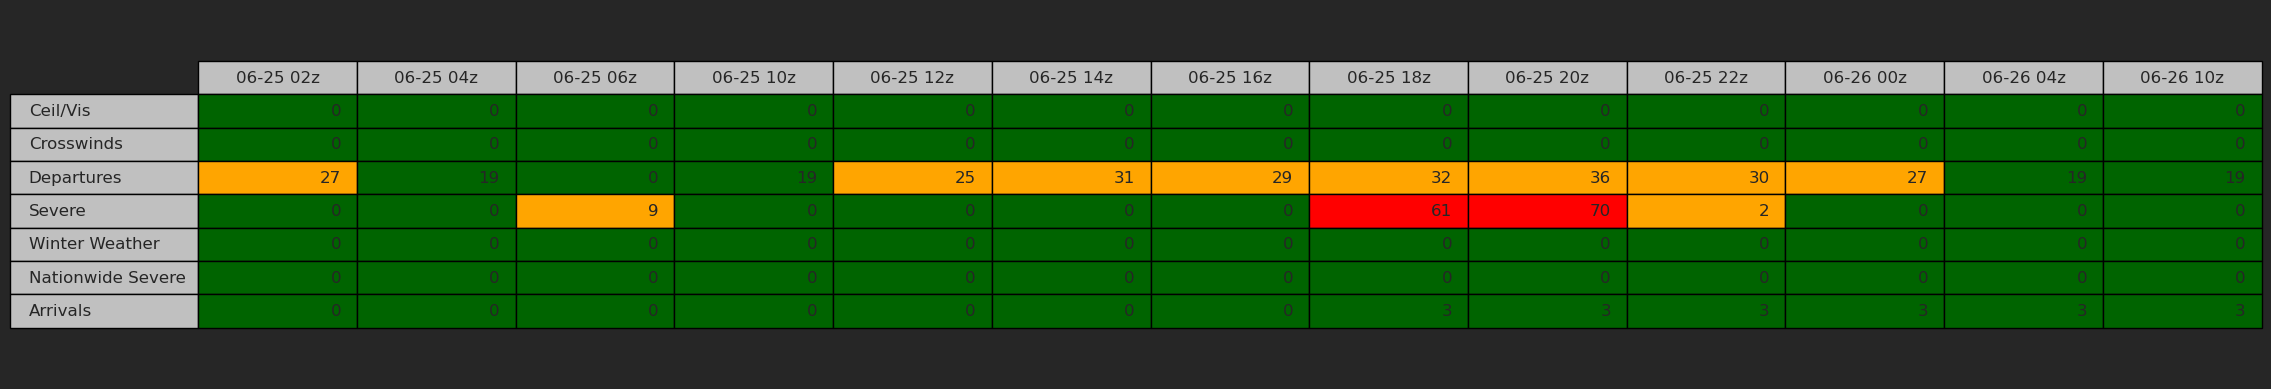 06-25 02z 06-25 04z 06-25 06z 06-25 10z 06-25 12z 06-25 14z 06-25 16z 06-25 18z 06-25 20z 06-25 22z 06-26 00z 06-26 04z 06-26 10z
Ceil/Vis 0 0 0 0 0 0 0 0 0 0 0 0 0
Crosswinds 0 0 0 0 0 0 0 0 0 0 0 0 0
Departures 27 19 0 19 25 31 29 32 36 30 27 19 19
Severe 0 0 9 0 0 0 0 61 70 2 0 0 0
Winter Weather 0 0 0 0 0 0 0 0 0 0 0 0 0
Nationwide Severe 0 0 0 0 0 0 0 0 0 0 0 0 0
Arrivals 0 0 0 0 0 0 0 3 3 3 3 3 3